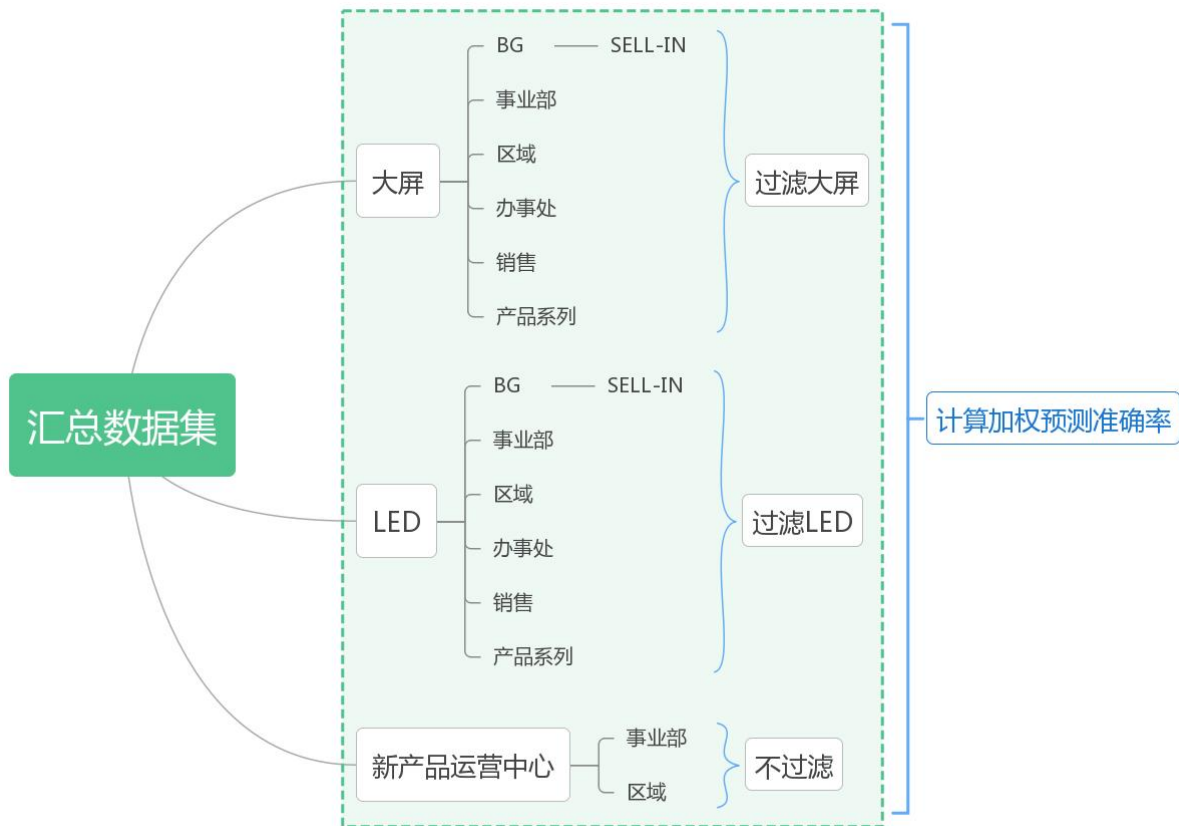 汇总数据集
大屏
BG
SELL-IN
事业部
区域
办事处
销售
产品系列
过滤大屏
LED
BG
SELL-IN
事业部
区域
办事处
销售
产品系列
过滤LED
新产品运营中心
事业部
区域
不过滤
计算加权预测准确率